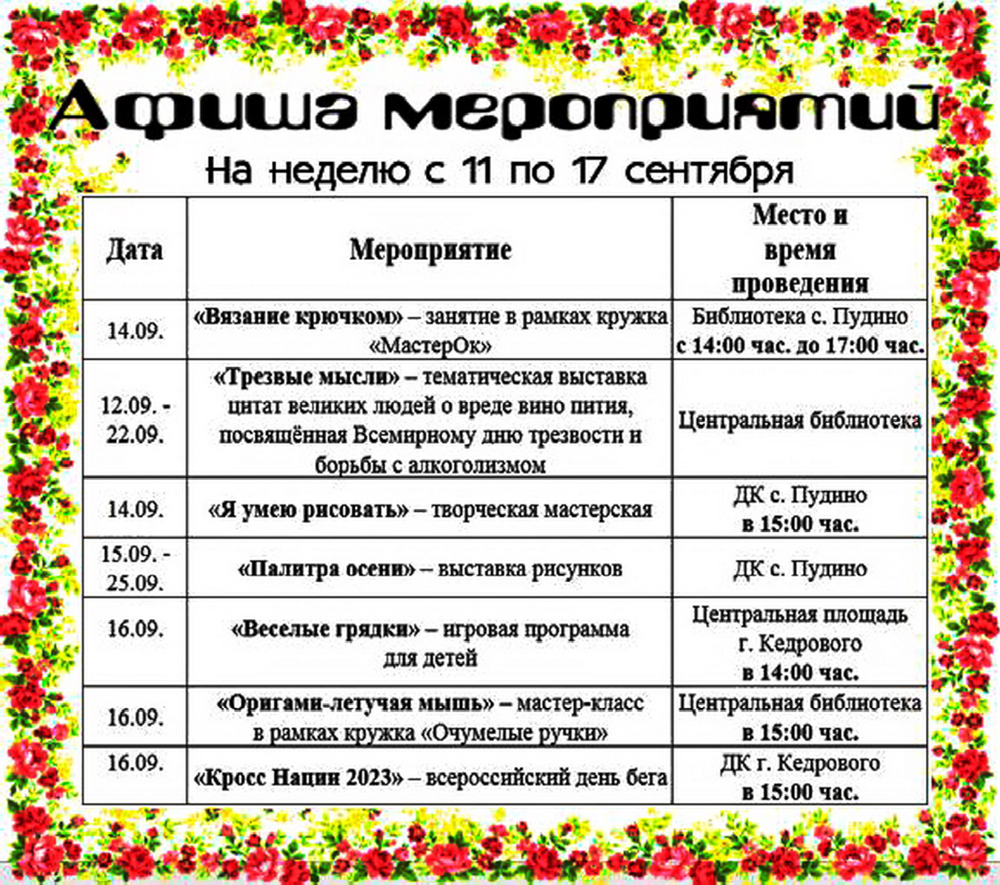 Афиша мероприятий
На неделю с 11 по 17 сентября
Дата
Мероприятие
Место и
время
проведения
14.09.
«Вязание крючком» – занятие в рамках кружка
«МастерОк»
Библиотека с. Пудино
с 14:00 час. до 17:00 час.
12.09. -
22.09.
«Трезвые мысли» – тематическая выставка
цитат великих людей о вреде вино пития,
посвящённая Всемирному дню трезвости и
борьбы с алкоголизмом
Центральная библиотека
14.09.
«Я умею рисовать» – творческая мастерская
ДК с. Пудино
в 15:00 час.
15.09. -
25.09.
«Палитра осени» – выставка рисунков
ДК с. Пудино
16.09.
«Веселые грядки» – игровая программа
для детей
Центральная площадь
г. Кедрового
в 14:00 час.
16.09.
«Оригами-летучая мышь» – мастер-класс
в рамках кружка «Очумелые ручки»
Центральная библиотека
в 15:00 час.
16.09.
«Кросс Нации 2023» – всероссийский день бега
ДК г. Кедрового
в 15:00 час.